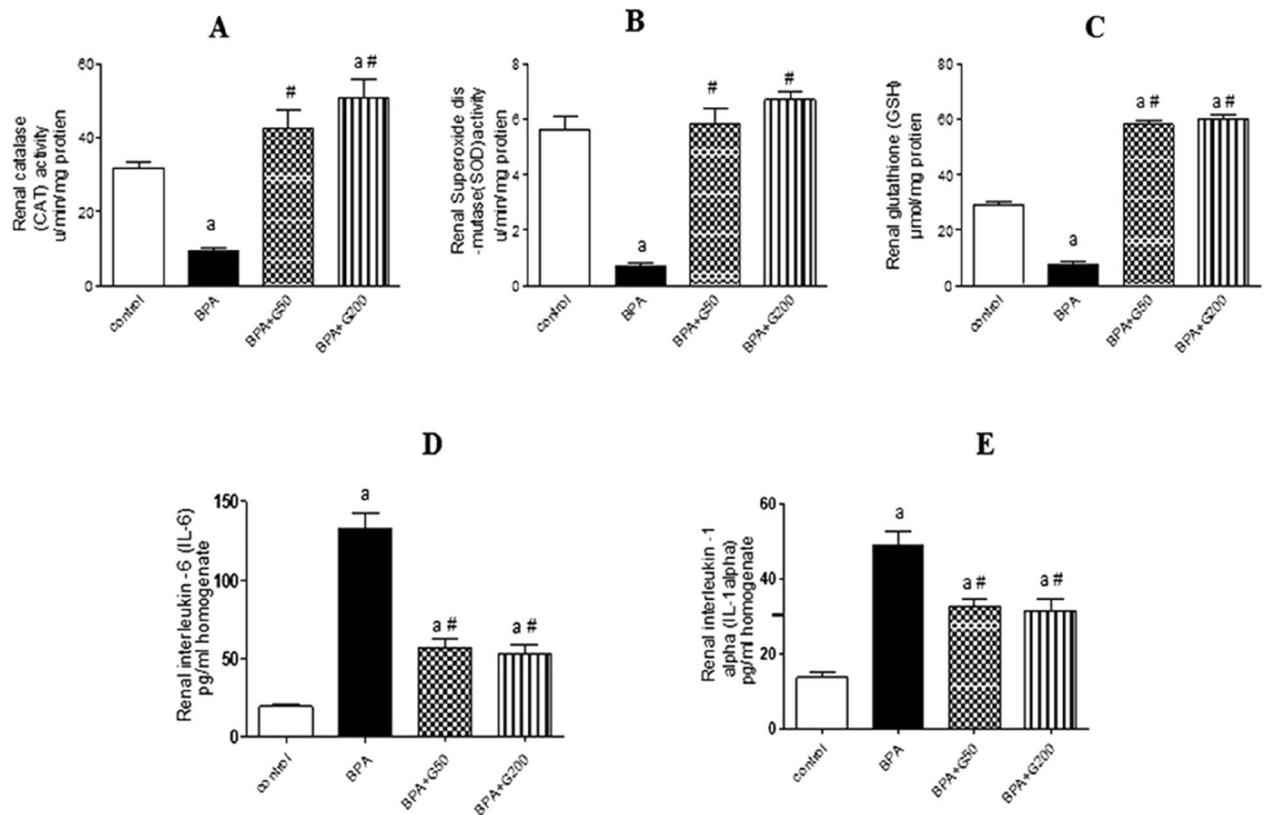 A
Renal catalase
(CAT) activity
u/min/mg protien
60
40
20
0
a
#
a #
control
BPA
BPA+G50
BPA+G200
B
Renal Superoxide dis
-mutase(SOD)activity
u/min/mg protien
8
6
4
2
0
a
#
#
control
BPA
BPA+G50
BPA+G200
C
Renal glutathione (GSH)
µmol/mg protien
80
60
40
20
0
a
a #
a #
control
BPA
BPA+G50
BPA+G200
D
Renal interleukin -6 (IL-6)
pg/ml homogenate
150
100
50
0
a
a #
a #
control
BPA
BPA+G50
BPA+G200
E
Renal interleukin -1
alpha (IL-1alpha)
pg/ml homogenate
60
40
20
0
a
a #
a #
control
BPA
BPA+G50
BPA+G200